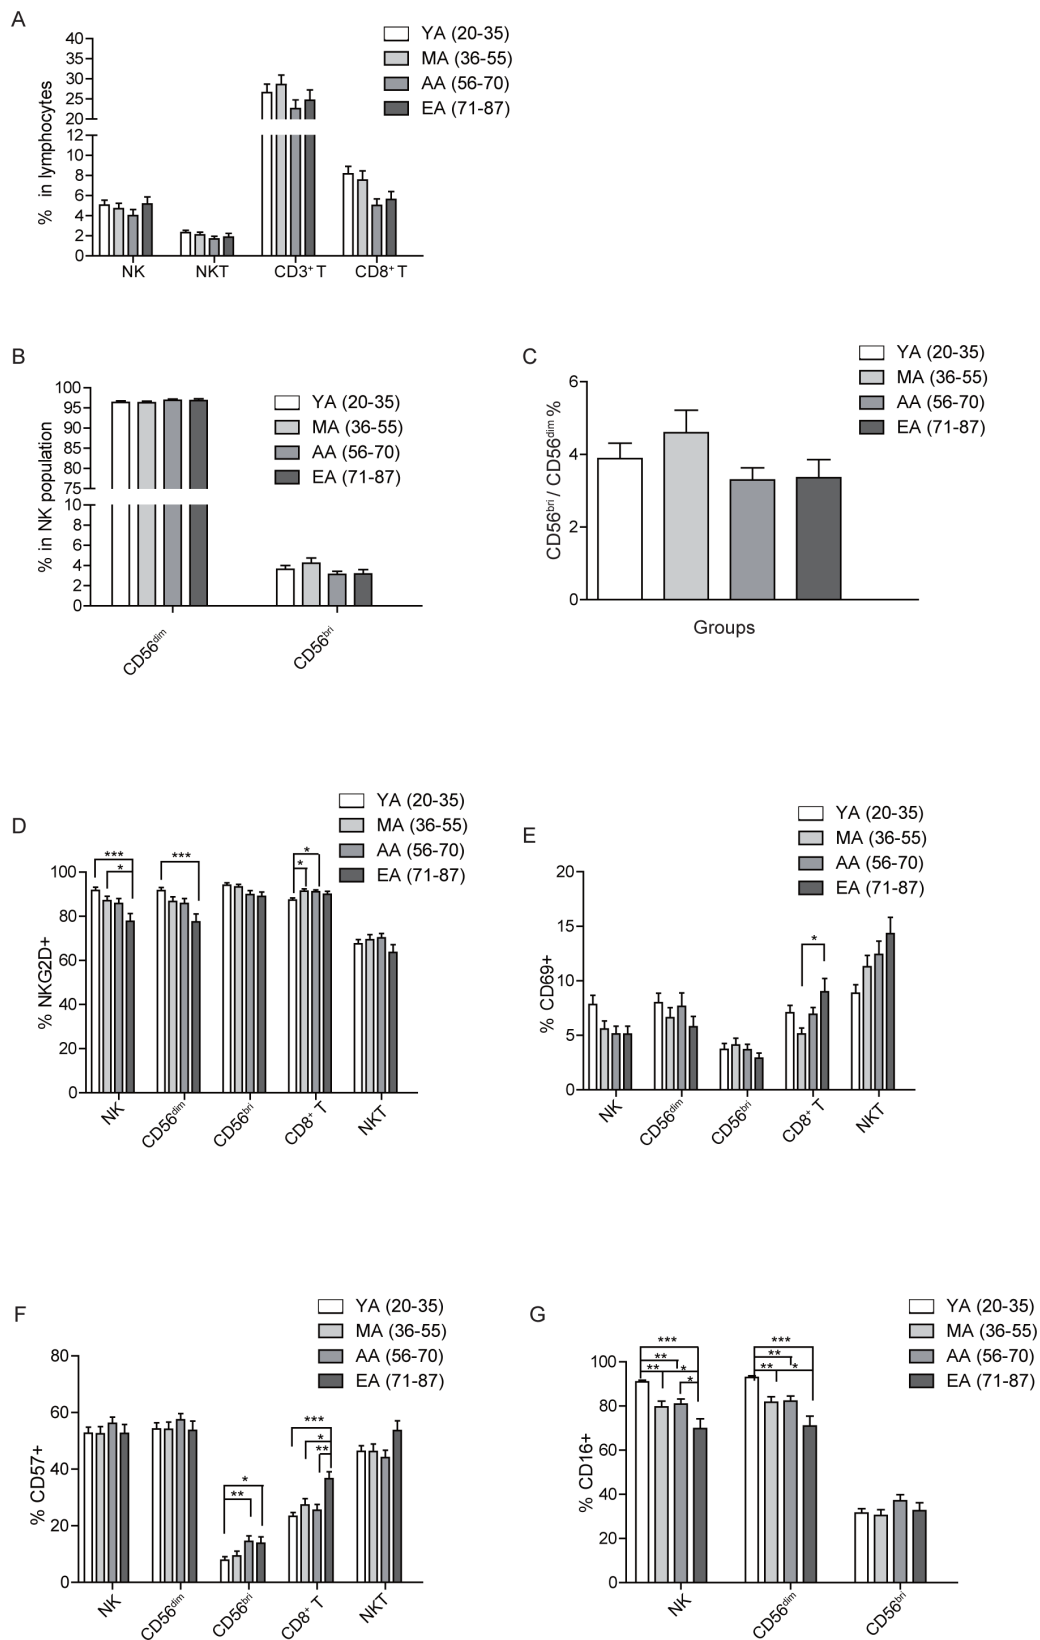 A
YA (20-35)
MA (36-55)
AA (56-70)
EA (71-87)
% in lymphocytes
40
35
30
25
20
12
10
8
6
4
2
0
NK
NKT
CD3⁺ T
CD8⁺ T
B
YA (20-35)
MA (36-55)
AA (56-70)
EA (71-87)
% in NK population
100
95
90
85
80
75
10
8
6
4
2
0
CD56ᵈⁱᵐ
CD56ᵇʳⁱ
C
YA (20-35)
MA (36-55)
AA (56-70)
EA (71-87)
CD56ᵇʳⁱ / CD56ᵈⁱᵐ %
6
4
2
0
Groups
D
YA (20-35)
MA (36-55)
AA (56-70)
EA (71-87)
% NKG2D+
100
80
60
40
20
0
***
*
***
*
*
NK
CD56ᵈⁱᵐ
CD56ᵇʳⁱ
CD8⁺ T
NKT
E
YA (20-35)
MA (36-55)
AA (56-70)
EA (71-87)
% CD69+
20
15
10
5
0
*
NK
CD56ᵈⁱᵐ
CD56ᵇʳⁱ
CD8⁺ T
NKT
F
YA (20-35)
MA (36-55)
AA (56-70)
EA (71-87)
% CD57+
80
60
40
20
0
*
**
***
*
**
NK
CD56ᵈⁱᵐ
CD56ᵇʳⁱ
CD8⁺ T
NKT
G
YA (20-35)
MA (36-55)
AA (56-70)
EA (71-87)
% CD16+
100
80
60
40
20
0
***
**
** *
*
***
**
** *
NK
CD56ᵈⁱᵐ
CD56ᵇʳⁱ